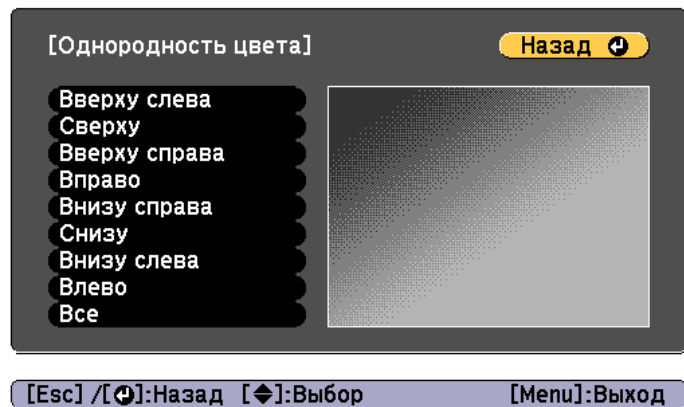 [Однородность цвета]
Назад
Вверху слева
Сверху
Вверху справа
Вправо
Внизу справа
Снизу
Внизу слева
Влево
Все
[Esc] /[⏎]:Назад [◆]:Выбор [Menu]:Выход